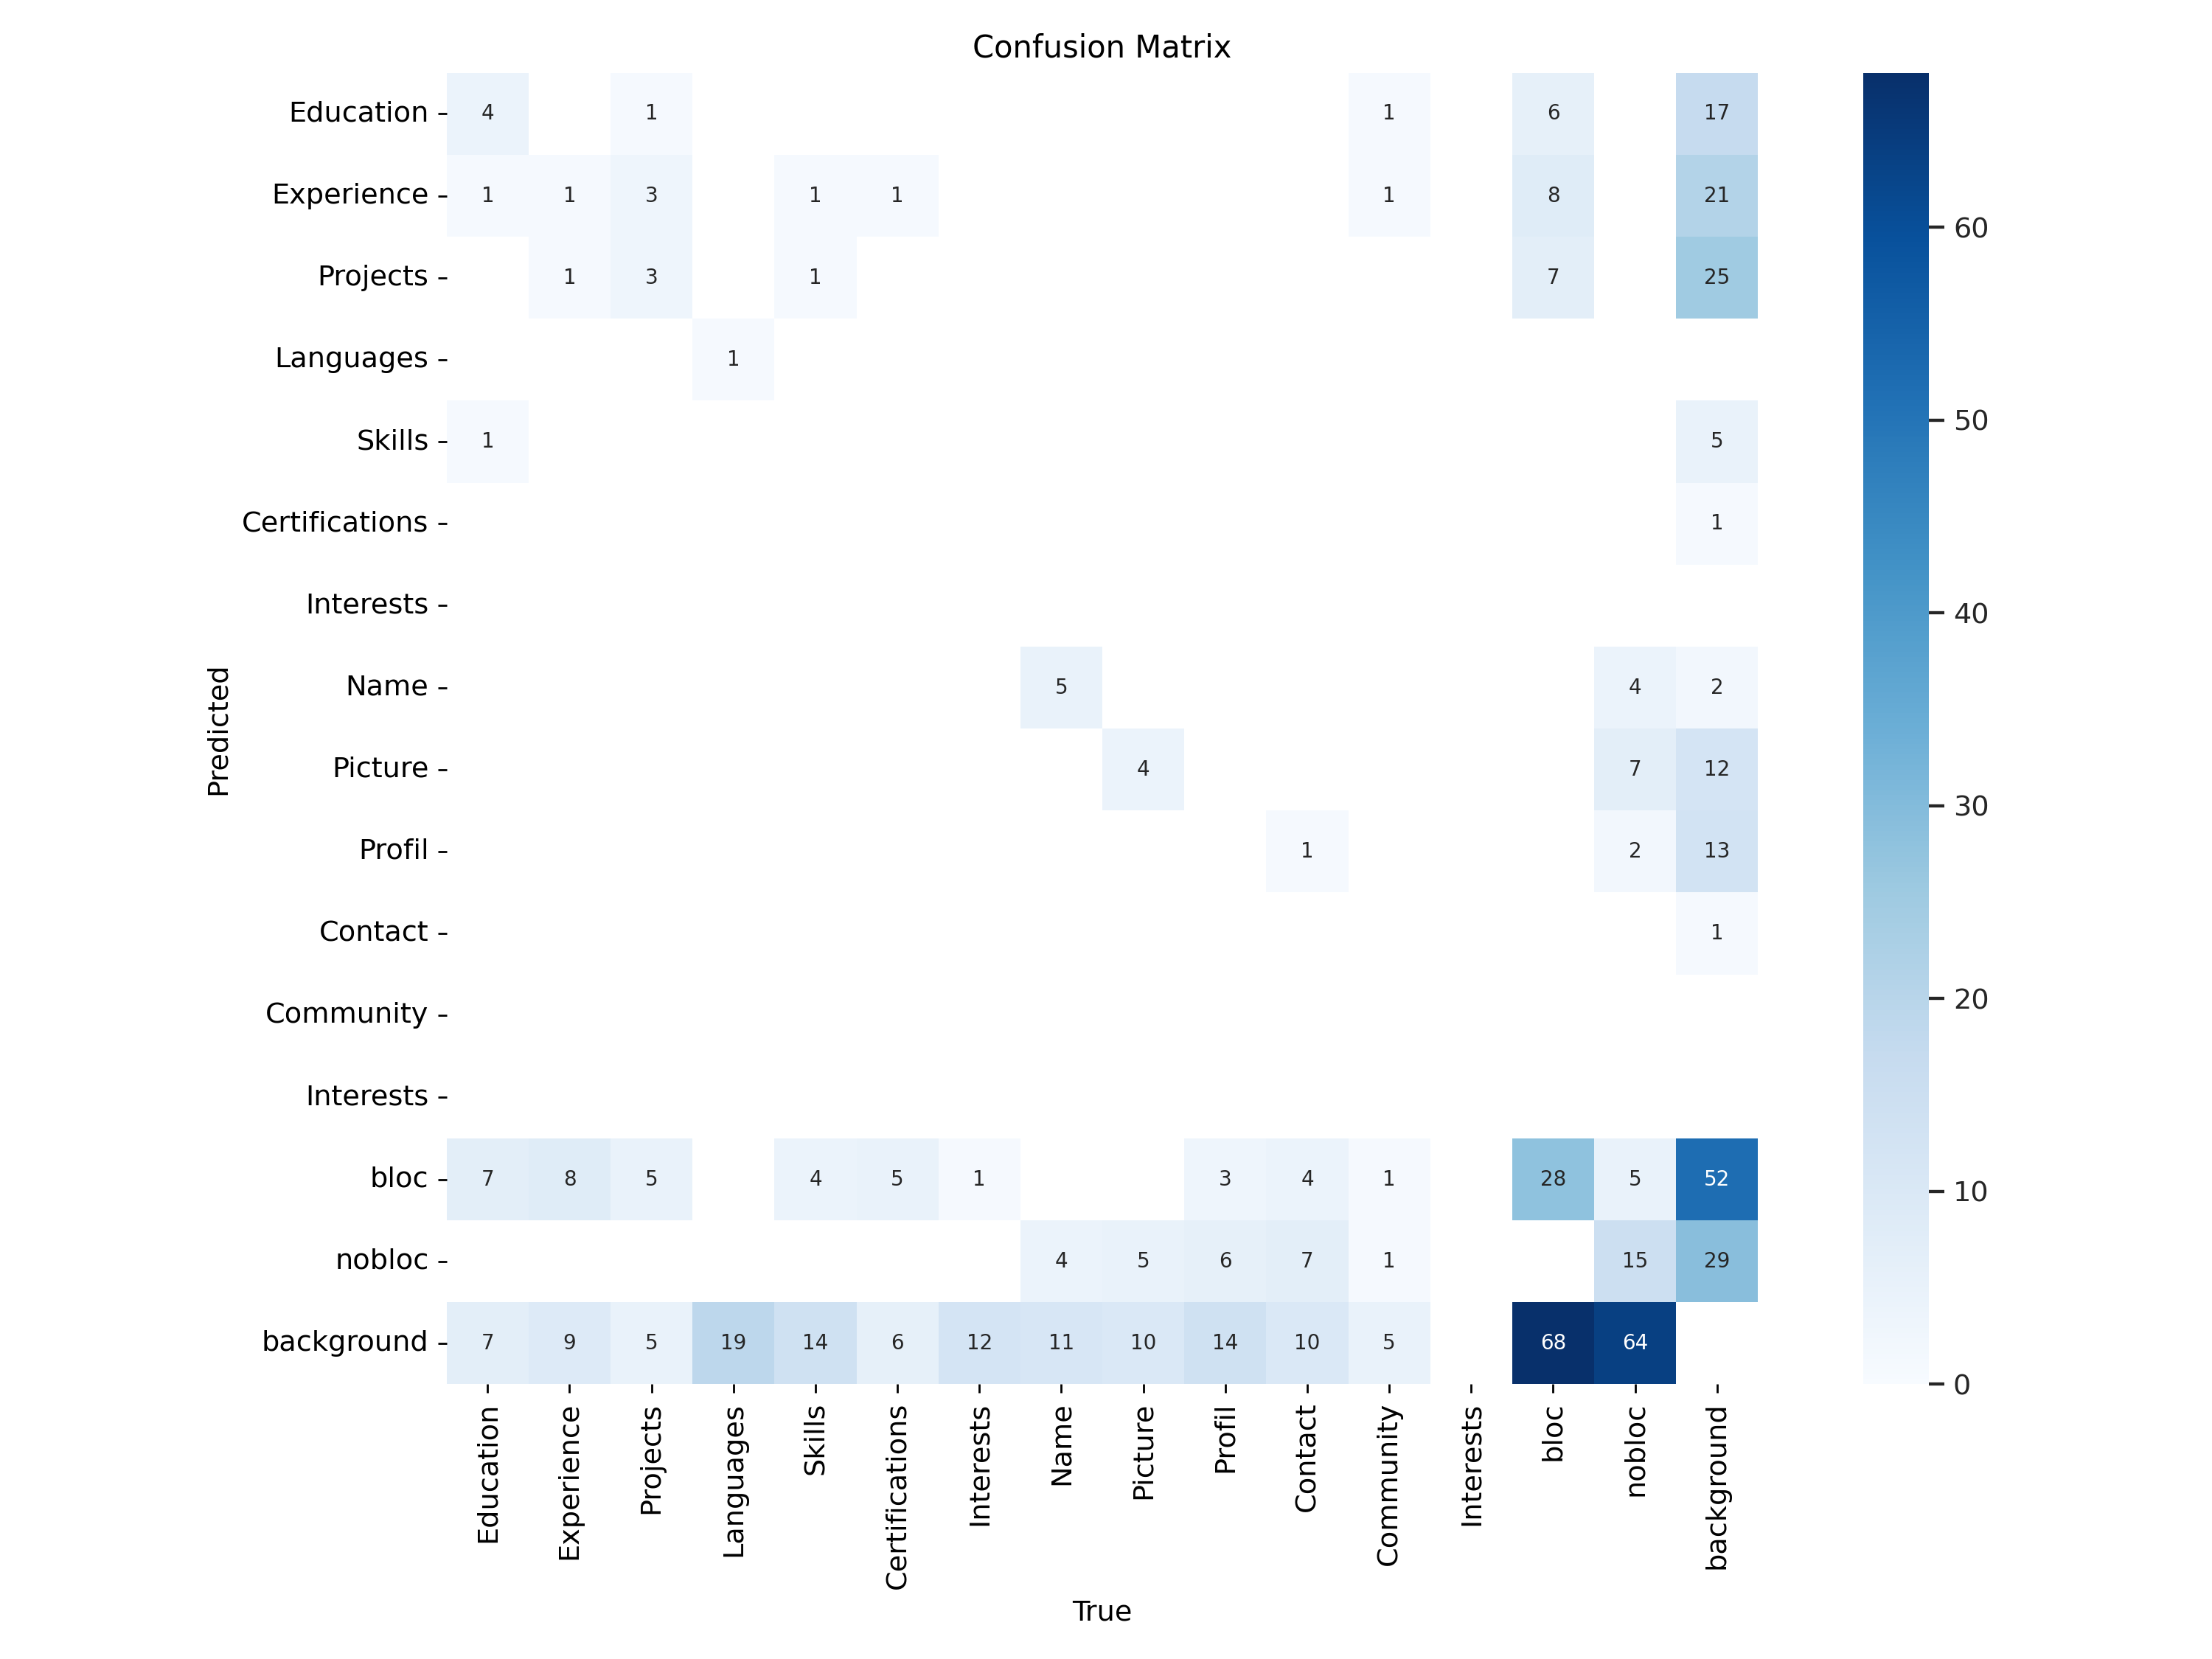 Confusion Matrix
Education 4 1 1 6 17
Experience 1 1 3 1 1 1 8 21
Projects 1 3 1 7 25
Languages 1
Skills 1 5
Certifications 1
Interests
Name 5 4 2
Picture 4 7 12
Profil 1 2 13
Contact 1
Community
Interests
bloc 7 8 5 4 5 1 3 4 1 28 5 52
nobloc 4 5 6 7 1 15 29
background 7 9 5 19 14 6 12 11 10 14 10 5 68 64
Predicted
Education Experience Projects Languages Skills Certifications Interests Name Picture Profil Contact Community Interests bloc nobloc background
True
60
50
40
30
20
10
0